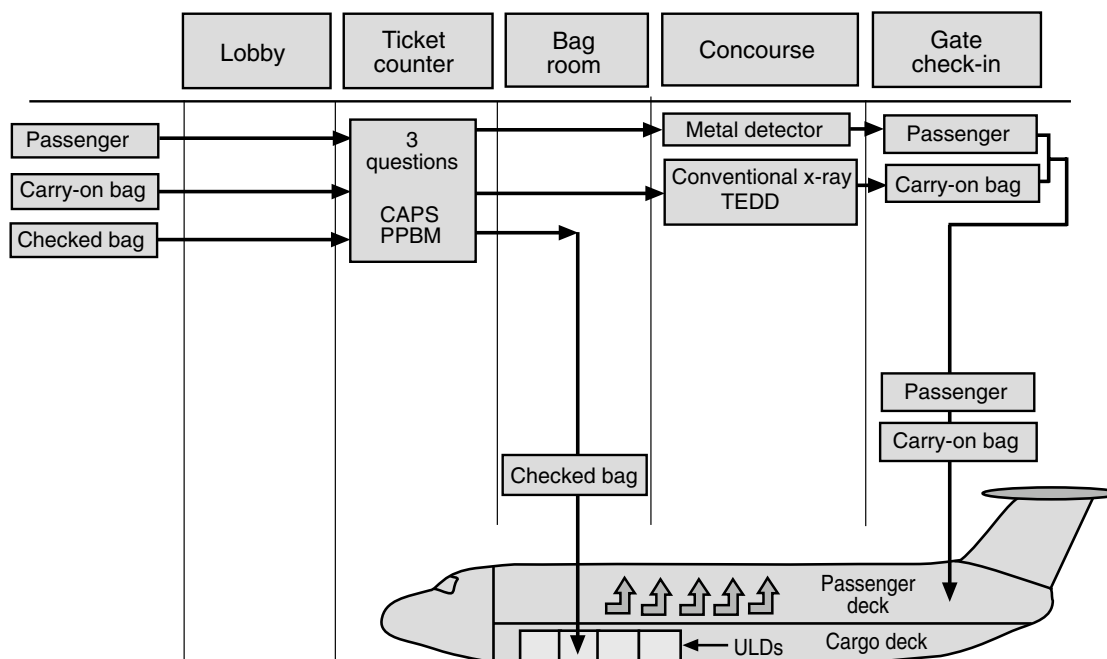 Lobby
Ticket
counter
Bag
room
Concourse
Gate
check-in
Passenger
Carry-on bag
Checked bag
3
questions
CAPS
PPBM
Metal detector
Conventional x-ray
TEDD
Passenger
Carry-on bag
Passenger
Carry-on bag
Checked bag
Passenger
deck
ULDs
Cargo deck